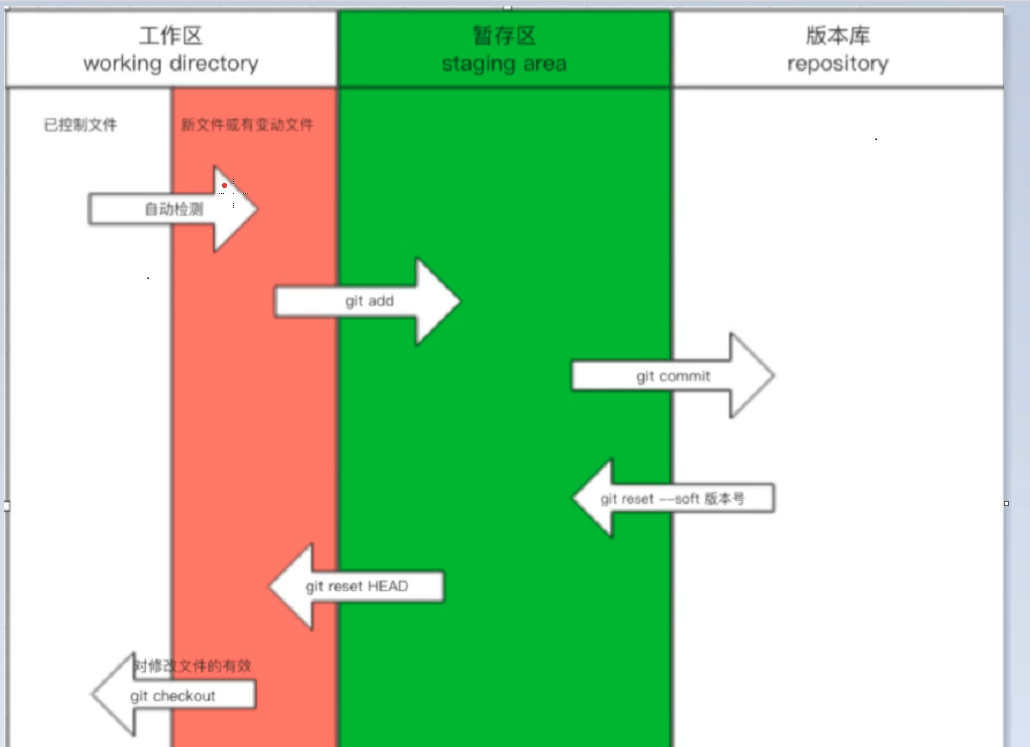 工作区
working directory
暂存区
staging area
版本库
repository
已控制文件
新文件或有变动文件
自动检测
git add
git commit
git reset --soft 版本号
git reset HEAD
对修改文件的有效
git checkout